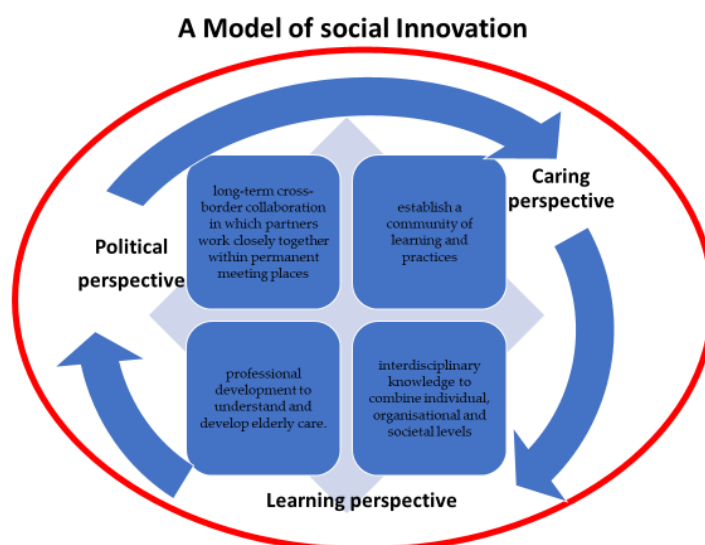 A Model of social Innovation
long-term cross-
border collaboration
in which partners
work closely together
within permanent
meeting places
establish a
community of
learning and
practices
Caring
perspective
Political
perspective
professional
development to
understand and
develop elderly care.
interdisciplinary
knowledge to
combine individual,
organisational and
societal levels
Learning perspective